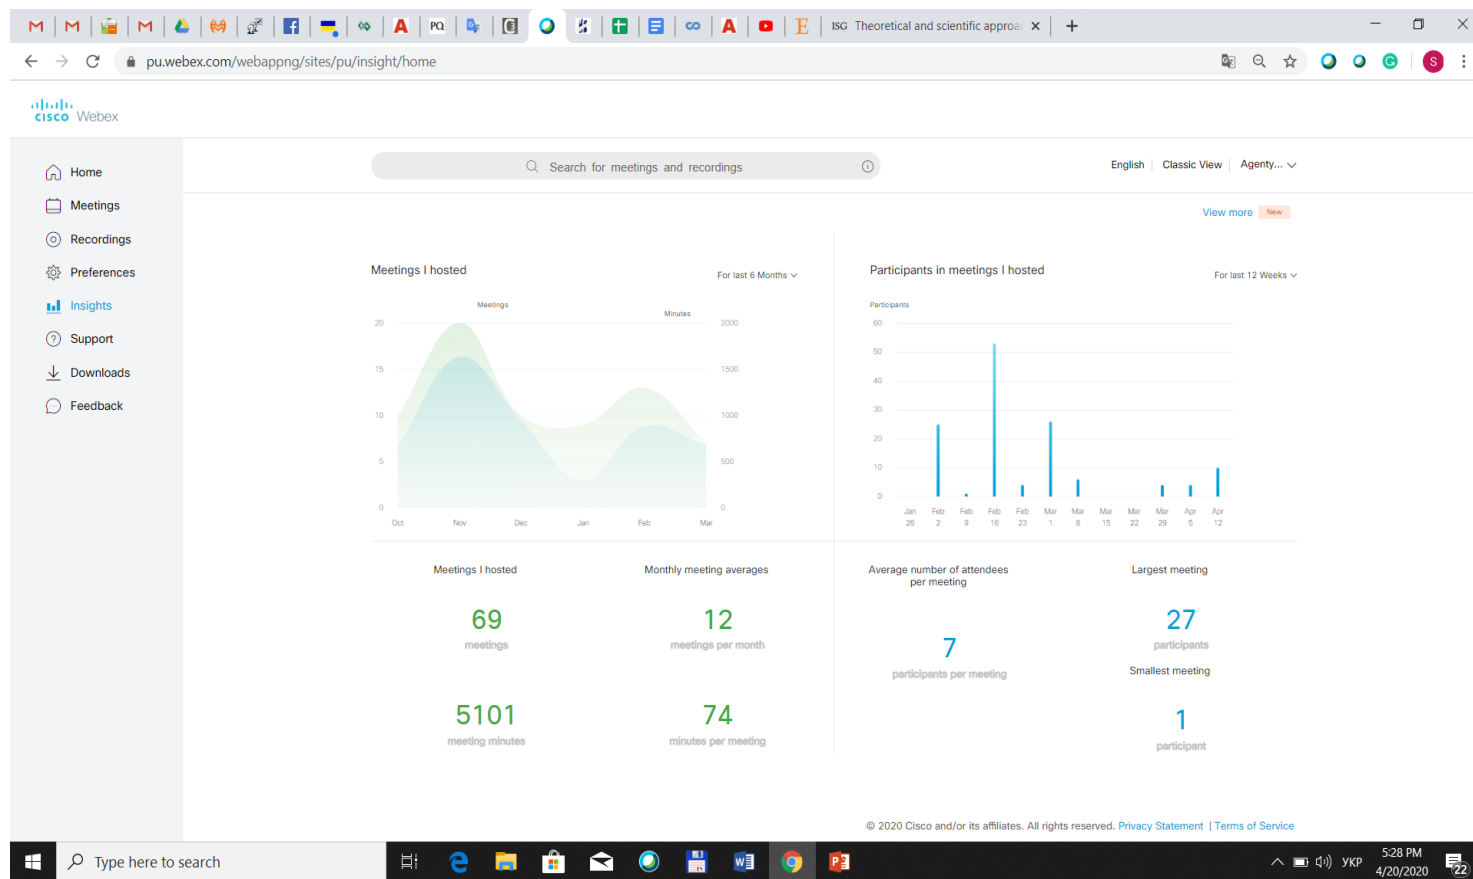 PQ
ISG Theoretical and scientific approac
pu.webex.com/webappng/sites/pu/insight/home
S
cisco Webex
Home
Meetings
Recordings
Preferences
Insights
Support
Downloads
Feedback
Search for meetings and recordings
English
Classic View
Agenty...
View more
New
Meetings I hosted
For last 6 Months
Meetings
Minutes
20
2000
15
1500
10
1000
5
500
0
0
Oct Nov Dec Jan Feb Mar
Participants in meetings I hosted
For last 12 Weeks
Participants
60
50
40
30
20
10
0
Jan Feb Feb Feb Feb Mar Mar Mar Mar Mar Apr Apr
26 2 9 16 23 1 8 15 22 29 5 12
Meetings I hosted
69
meetings
Monthly meeting averages
12
meetings per month
5101
meeting minutes
74
minutes per meeting
Average number of attendees
per meeting
7
participants per meeting
Largest meeting
27
participants
Smallest meeting
1
participant
© 2020 Cisco and/or its affiliates. All rights reserved. Privacy Statement | Terms of Service
Type here to search
УКР
5:28 PM
4/20/2020
22